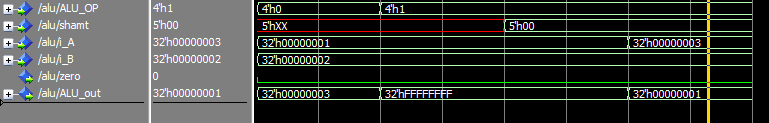 /alu/ALU_OP 4'h1 4'h0 4'h1
/alu/shamt 5'h00 5'hXX 5'h00
/alu/i_A 32'h00000003 32'h00000001 32'h00000003
/alu/i_B 32'h00000002 32'h00000002
/alu/zero 0
/alu/ALU_out 32'h00000001 32'h00000003 32'hFFFFFFFF 32'h00000001